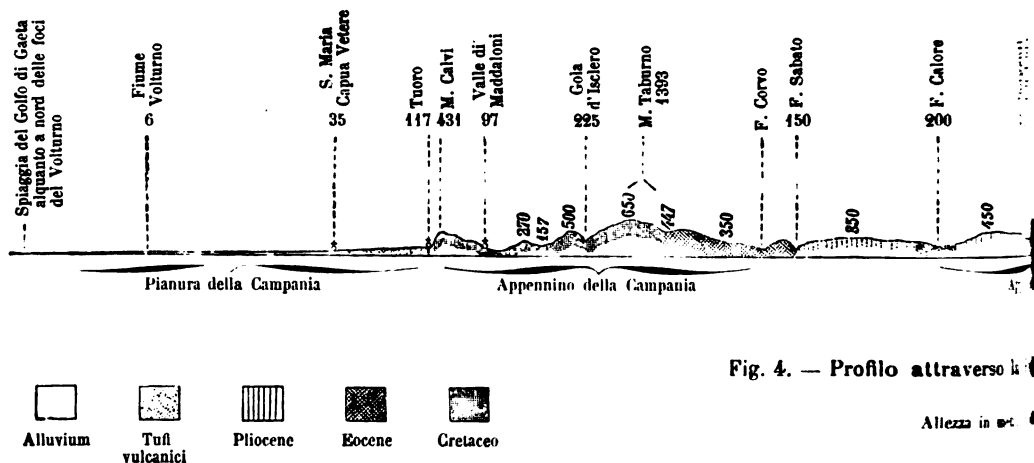 Spiaggia del Golfo di Gaeta
alquanto a nord delle foci
del Volturno
Fiume
Volturno
6
S. Maria
Capua Vetere
35
Tuoro
117
M. Calvi
431
Valle di
Maddaloni
97
Gola
d'Isclero
225
M. Taburno
1393
F. Corvo
F. Sabato
150
F. Calore
200
270
157
500
650
447
350
850
450
Pianura della Campania
Appennino della Campania
Fig. 4. — Profilo attraverso
Altezza in
Alluvium
Tufi
vulcanici
Pliocene
Eocene
Cretaceo